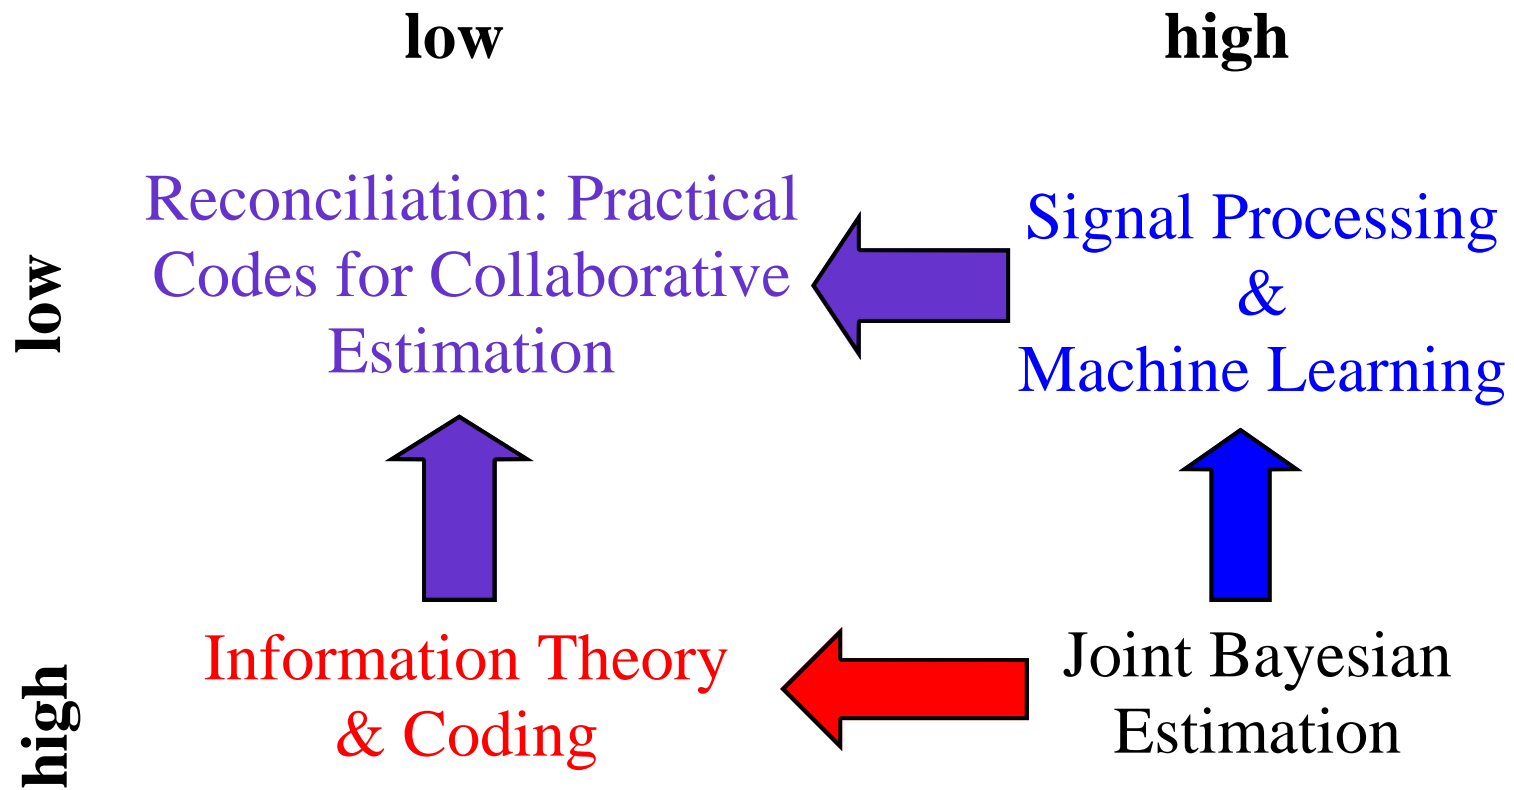 low
high
low
Reconciliation: Practical
Codes for Collaborative
Estimation
Signal Processing
&
Machine Learning
high
Information Theory
& Coding
Joint Bayesian
Estimation